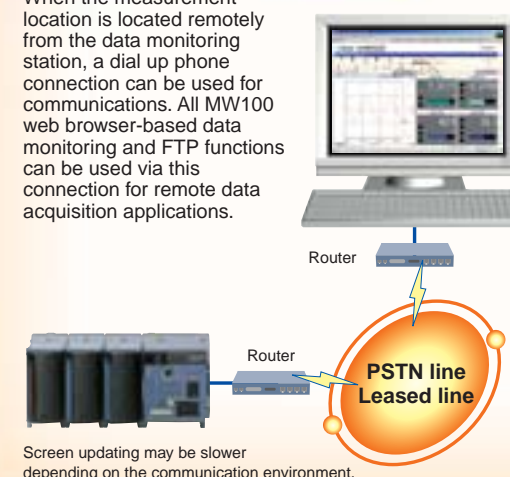 When the measurement
location is located remotely
from the data monitoring
station, a dial up phone
connection can be used for
communications. All MW100
web browser-based data
monitoring and FTP functions
can be used via this
connection for remote data
acquisition applications.
Router
Router
PSTN line
Leased line
Screen updating may be slower
depending on the communication environment.